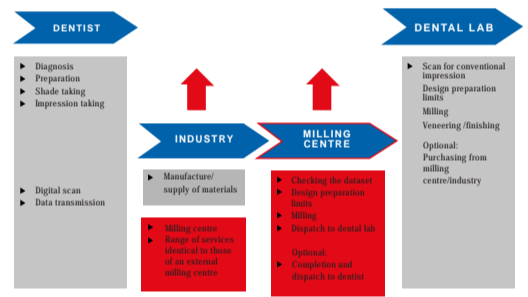 DENTIST
Diagnosis
Preparation
Shade taking
Impression taking
Digital scan
Data transmission
INDUSTRY
Manufacture/
supply of materials
Milling centre
Range of services
identical to those
of an external
milling centre
MILLING
CENTRE
Checking the dataset
Design preparation
limits
Milling
Dispatch to dental lab
Optional:
Completion and
dispatch to dentist
DENTAL LAB
Scan for conventional
impression
Design preparation
limits
Milling
Veneering /finishing
Optional:
Purchasing from
milling
centre/industry